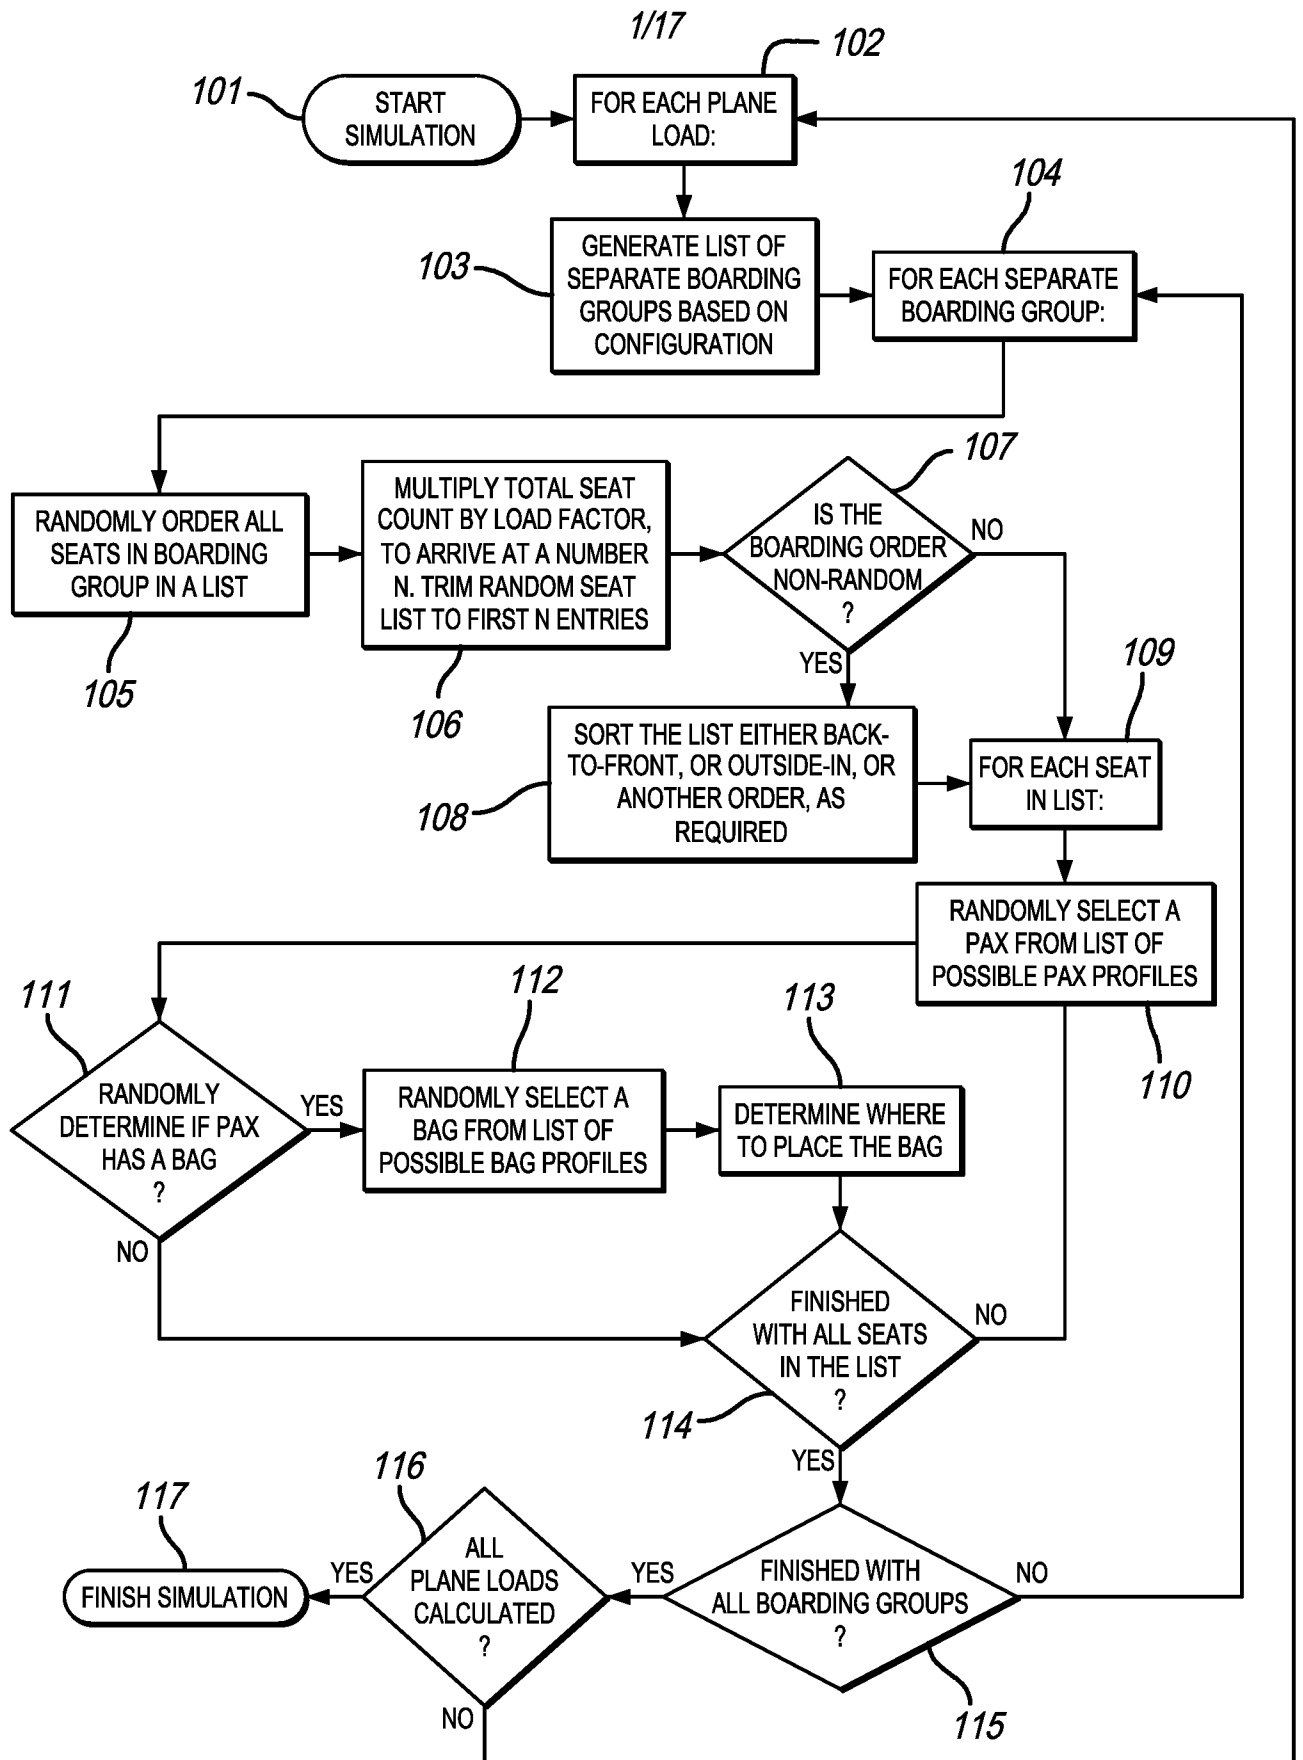 1/17
102
101
START
SIMULATION
FOR EACH PLANE
LOAD:
104
103
GENERATE LIST OF
SEPARATE BOARDING
GROUPS BASED ON
CONFIGURATION
FOR EACH SEPARATE
BOARDING GROUP:
107
RANDOMLY ORDER ALL
SEATS IN BOARDING
GROUP IN A LIST
105
MULTIPLY TOTAL SEAT
COUNT BY LOAD FACTOR,
TO ARRIVE AT A NUMBER
N. TRIM RANDOM SEAT
LIST TO FIRST N ENTRIES
106
IS THE
BOARDING ORDER
NON-RANDOM
?
NO
YES
109
108
SORT THE LIST EITHER BACK-
TO-FRONT, OR OUTSIDE-IN, OR
ANOTHER ORDER, AS
REQUIRED
FOR EACH SEAT
IN LIST:
RANDOMLY SELECT A
PAX FROM LIST OF
POSSIBLE PAX PROFILES
110
111
RANDOMLY
DETERMINE IF PAX
HAS A BAG
?
YES
NO
112
RANDOMLY SELECT A
BAG FROM LIST OF
POSSIBLE BAG PROFILES
113
DETERMINE WHERE
TO PLACE THE BAG
FINISHED
WITH ALL SEATS
IN THE LIST
?
NO
114
YES
116
117
FINISH SIMULATION
YES
ALL
PLANE LOADS
CALCULATED
?
NO
YES
FINISHED WITH
ALL BOARDING GROUPS
?
NO
115